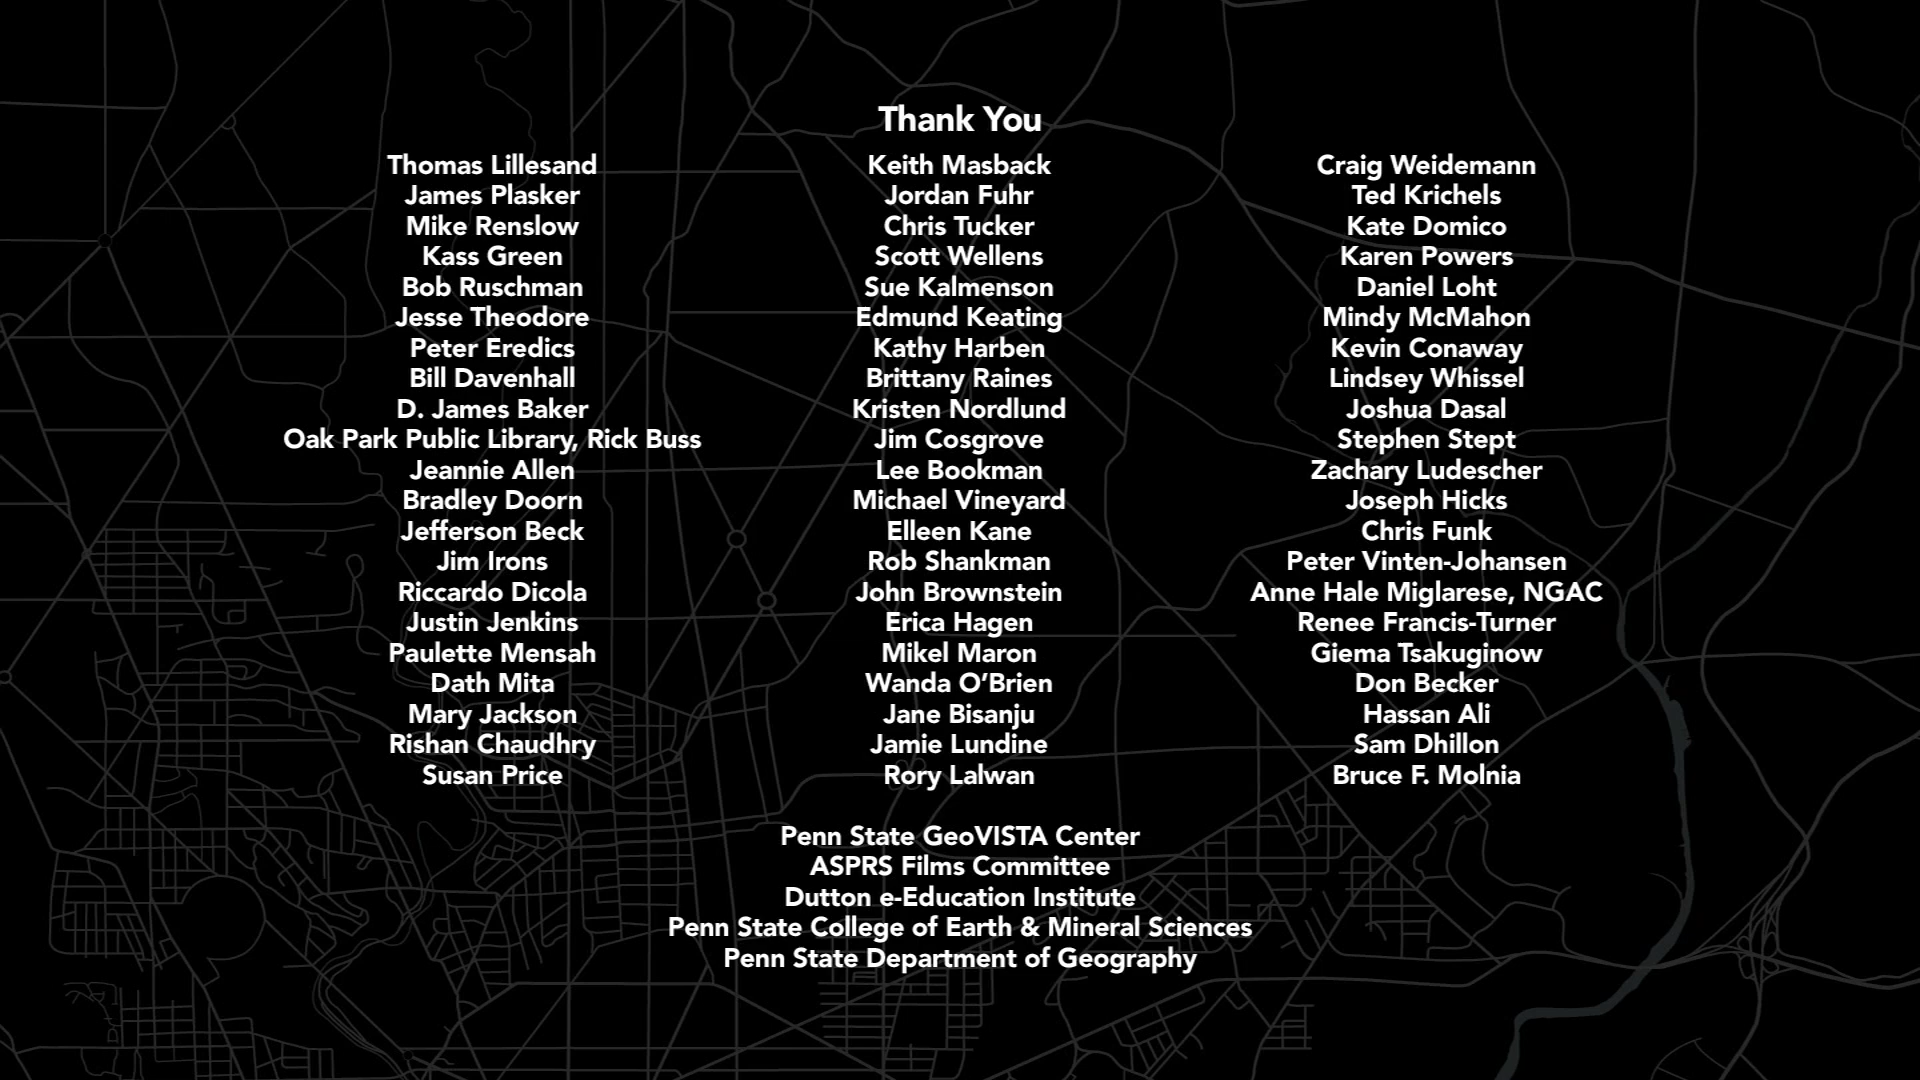 Thank You
Thomas Lillesand
James Plasker
Mike Renslow
Kass Green
Bob Ruschman
Jesse Theodore
Peter Eredics
Bill Davenhall
D. James Baker
Oak Park Public Library, Rick Buss
Jeannie Allen
Bradley Doorn
Jefferson Beck
Jim Irons
Riccardo Dicola
Justin Jenkins
Paulette Mensah
Dath Mita
Mary Jackson
Rishan Chaudhry
Susan Price
Keith Masback
Jordan Fuhr
Chris Tucker
Scott Wellens
Sue Kalmenson
Edmund Keating
Kathy Harben
Brittany Raines
Kristen Nordlund
Jim Cosgrove
Lee Bookman
Michael Vineyard
Elleen Kane
Rob Shankman
John Brownstein
Erica Hagen
Mikel Maron
Wanda O’Brien
Jane Bisanju
Jamie Lundine
Rory Lalwan
Craig Weidemann
Ted Krichels
Kate Domico
Karen Powers
Daniel Loht
Mindy McMahon
Kevin Conaway
Lindsey Whissel
Joshua Dasal
Stephen Stept
Zachary Ludescher
Joseph Hicks
Chris Funk
Peter Vinten-Johansen
Anne Hale Miglarese, NGAC
Renee Francis-Turner
Giema Tsakuginow
Don Becker
Hassan Ali
Sam Dhillon
Bruce F. Molnia
Penn State GeoVISTA Center
ASPRS Films Committee
Dutton e-Education Institute
Penn State College of Earth & Mineral Sciences
Penn State Department of Geography